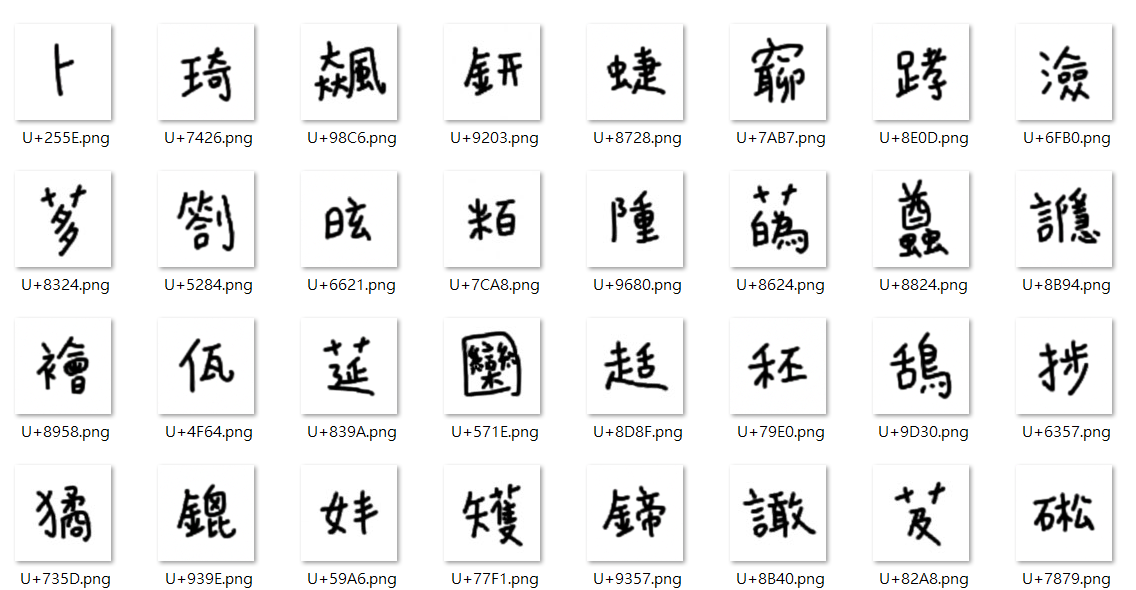 卜 琦 飆 鈃 蜨 窷 踍 澰
U+255E.png U+7426.png U+98C6.png U+9203.png U+8728.png U+7AB7.png U+8E0D.png U+6FB0.png
茤 劄 昡 粨 隀 蘤 蠤 讔
U+8324.png U+5284.png U+6621.png U+7CA8.png U+9680.png U+8624.png U+8824.png U+8B94.png
襘 佤 莚 圞 趏 秠 鴰 捗
U+8958.png U+4F64.png U+839A.png U+571E.png U+8D8F.png U+79E0.png U+9D30.png U+6357.png
獝 鎞 妦 矱 鍗 譀 芨 硹
U+735D.png U+939E.png U+59A6.png U+77F1.png U+9357.png U+8B40.png U+82A8.png U+7879.png